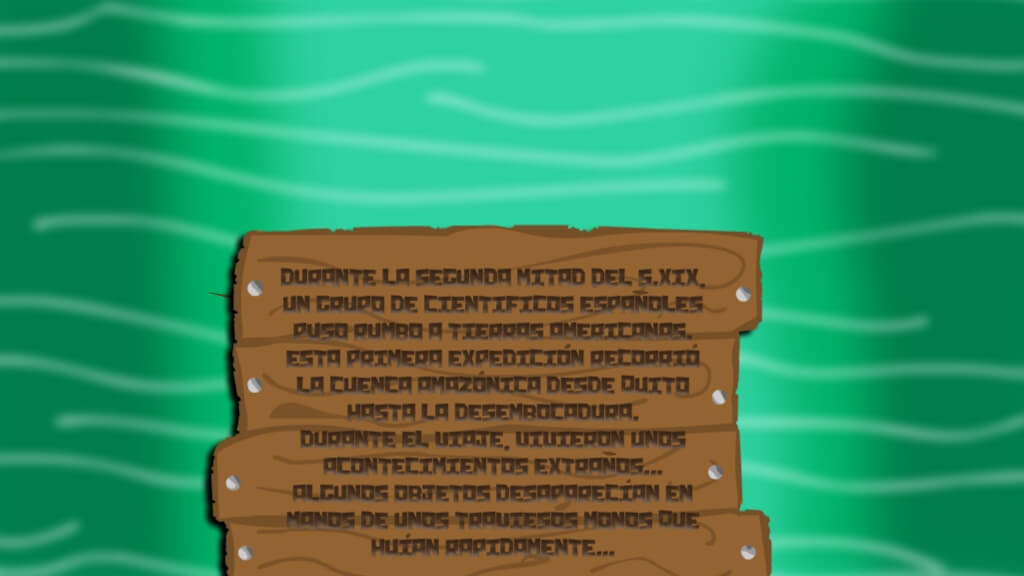 DURANTE LA SEGUNDA MITAD DEL S.XIX,
UN GRUPO DE CIENTIFICOS ESPAÑOLES
PUSO RUMBO A TIERRAS AMERICANAS.
ESTA PRIMERA EXPEDICIÓN RECORRIÓ
LA CUENCA AMAZÓNICA DESDE QUITO
HASTA LA DESEMBOCADURA.
DURANTE EL VIAJE, VIVIERON UNOS
ACONTECIMIENTOS EXTRAÑOS...
ALGUNOS OBJETOS DESAPARECÍAN EN
MANOS DE UNOS TRAVIESOS MONOS QUE
HUÍAN RAPIDAMENTE...